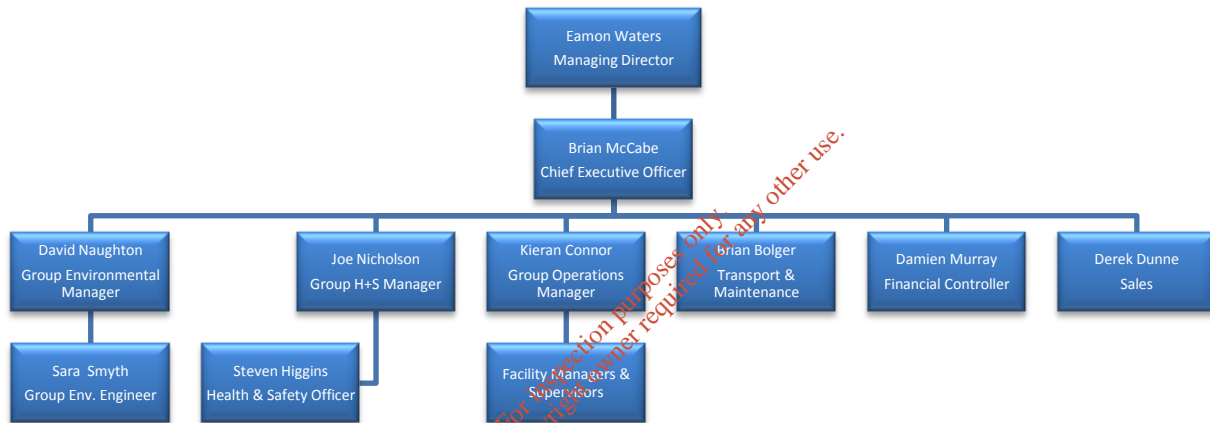 Eamon Waters
Managing Director
Brian McCabe
Chief Executive Officer
David Naughton
Group Environmental
Manager
Joe Nicholson
Group H+S Manager
Kieran Connor
Group Operations
Manager
Brian Bolger
Transport &
Maintenance
Damien Murray
Financial Controller
Derek Dunne
Sales
Sara Smyth
Group Env. Engineer
Steven Higgins
Health & Safety Officer
Facility Managers &
Supervisors
For inspection purposes only.
owner required for any other use.